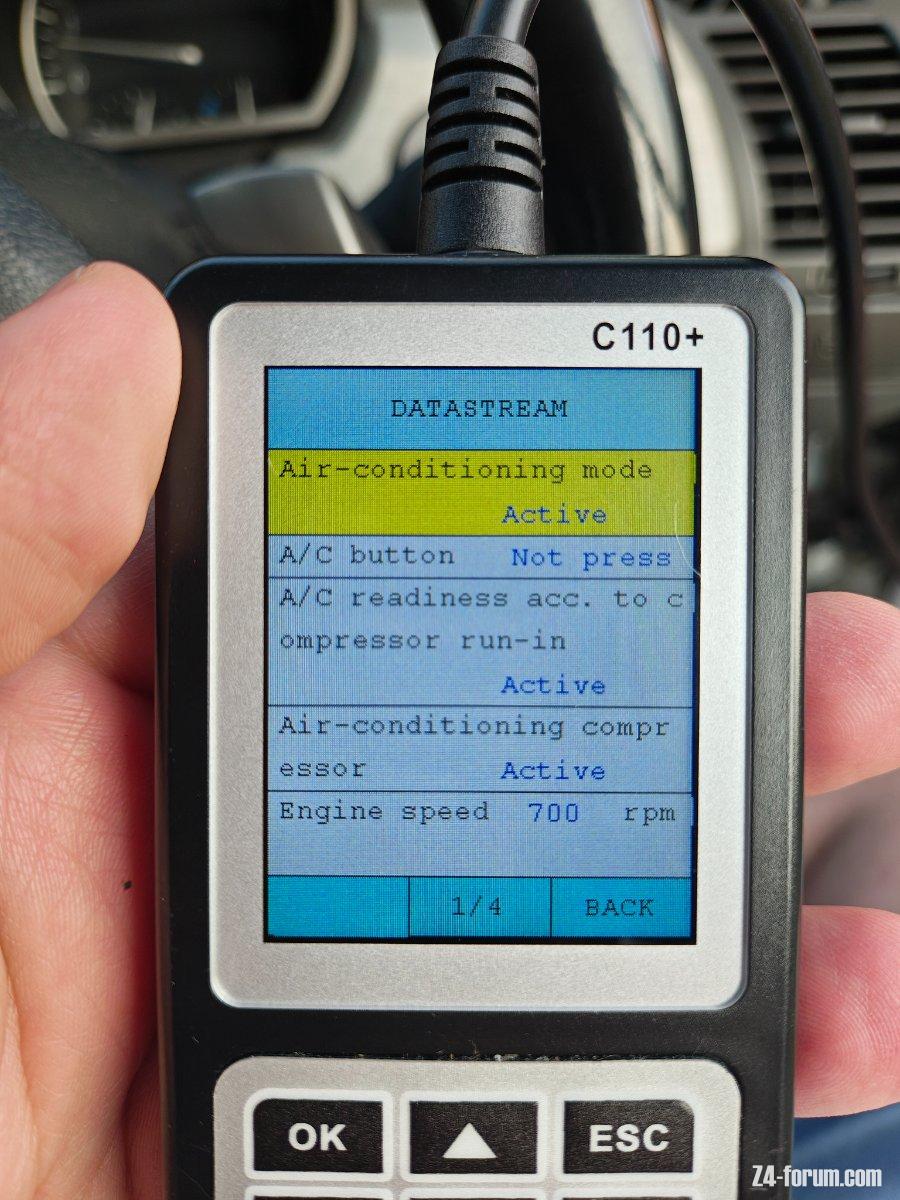 C110+
DATASTREAM
Air-conditioning mode
Active
A/C button Not press
A/C readiness acc. to c
ompressor run-in
Active
Air-conditioning compr
essor Active
Engine speed 700 rpm
1/4 BACK
OK ESC
Z4-forum.com